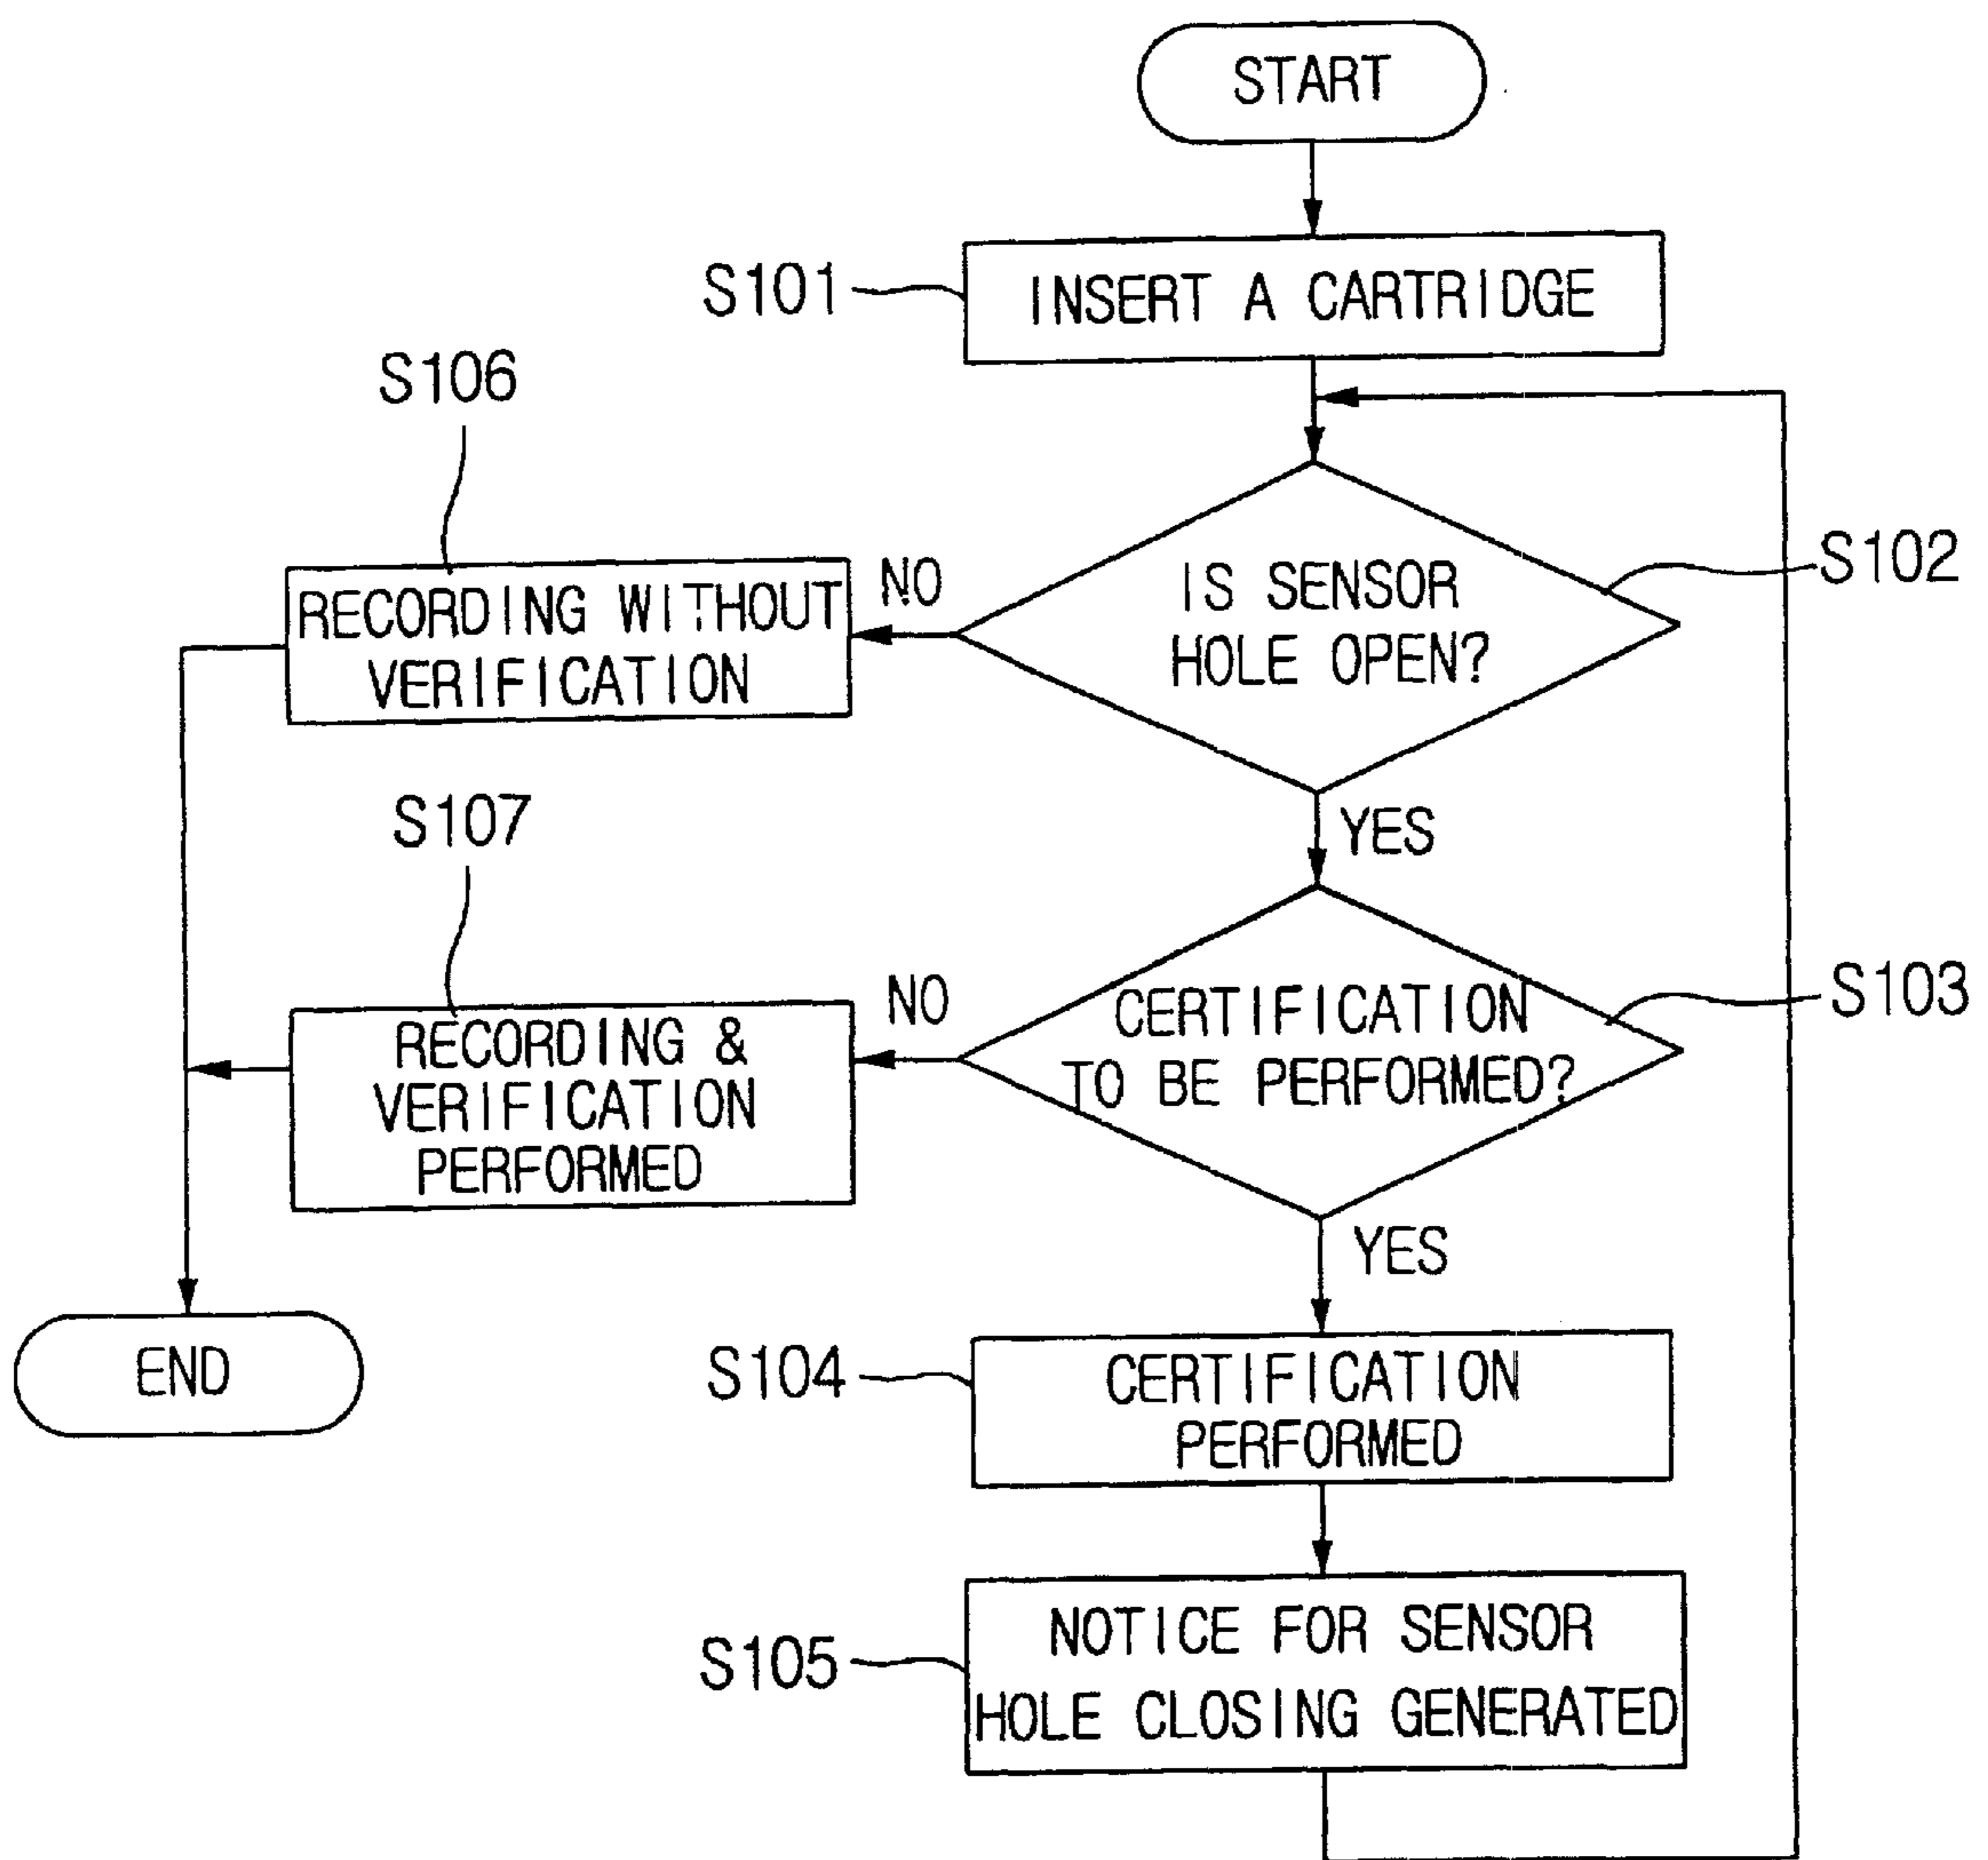 START
S101
INSERT A CARTRIDGE
S106
S102
IS SENSOR
HOLE OPEN?
NO
RECORDING WITHOUT
VERIFICATION
YES
S107
S103
CERTIFICATION
TO BE PERFORMED?
NO
RECORDING &
VERIFICATION
PERFORMED
YES
END
S104
CERTIFICATION
PERFORMED
S105
NOTICE FOR SENSOR
HOLE CLOSING GENERATED